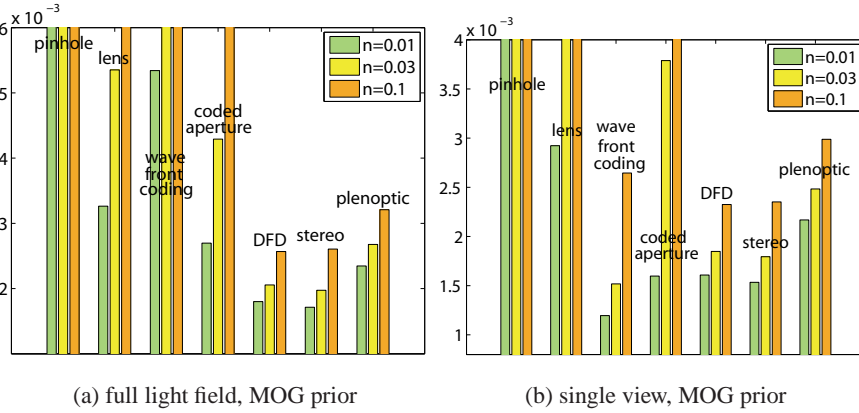 x 10⁻³
6
5
4
3
2
pinhole
lens
wave
front
coding
coded
aperture
DFD
stereo
plenoptic
n=0.01
n=0.03
n=0.1
(a) full light field, MOG prior
x 10⁻³
4
3.5
3
2.5
2
1.5
1
pinhole
lens
wave
front
coding
coded
aperture
DFD
stereo
plenoptic
n=0.01
n=0.03
n=0.1
(b) single view, MOG prior